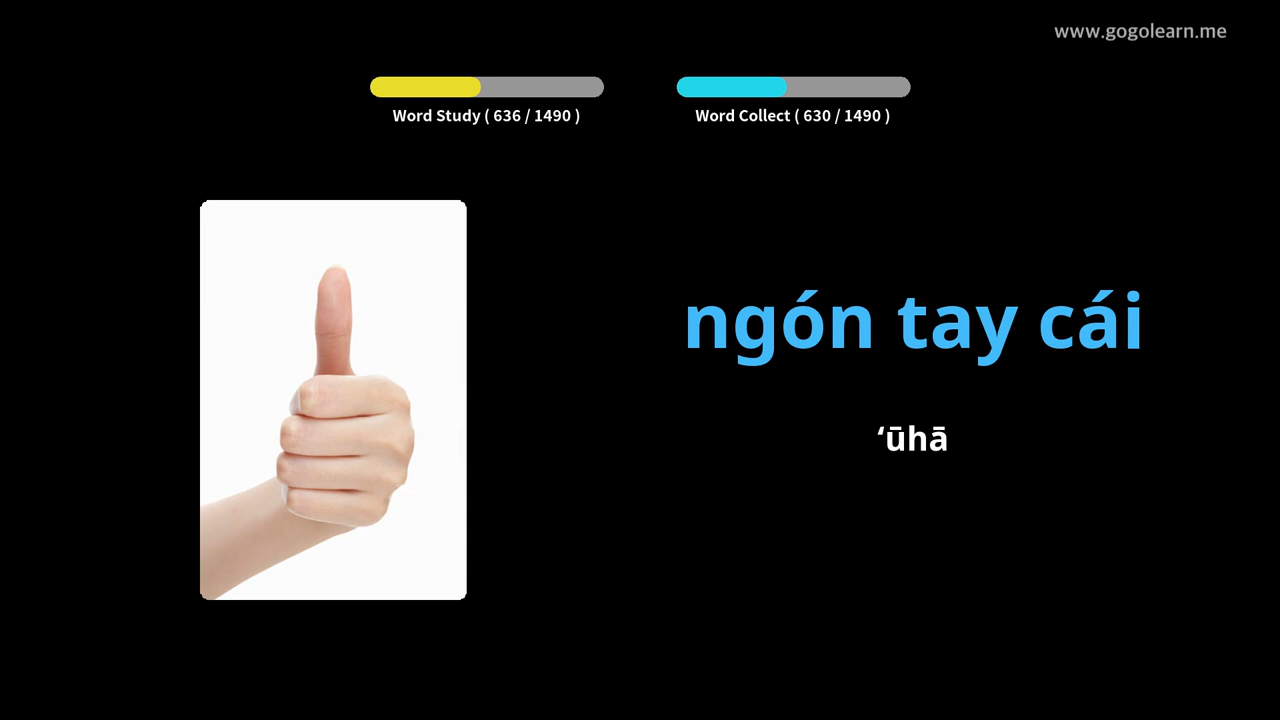 www.gogolearn.me
Word Study ( 636 / 1490 )
Word Collect ( 630 / 1490 )
ngón tay cái
ʻūhā